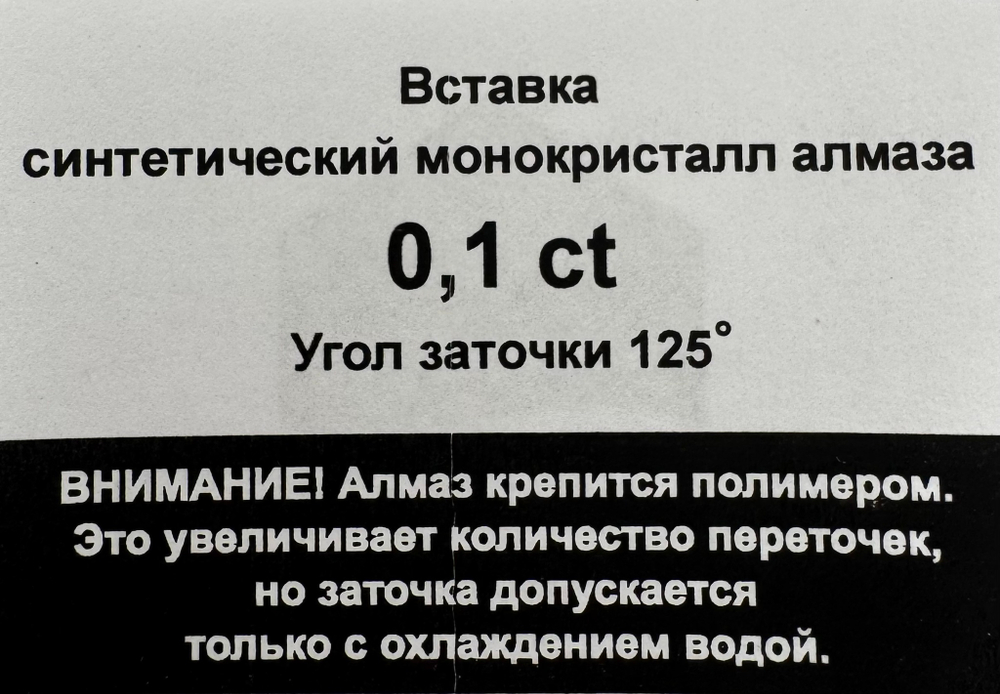 Вставка
синтетический монокристалл алмаза
0,1 ct
Угол заточки 125°
ВНИМАНИЕ! Алмаз крепится полимером.
Это увеличивает количество переточек,
но заточка допускается
только с охлаждением водой.